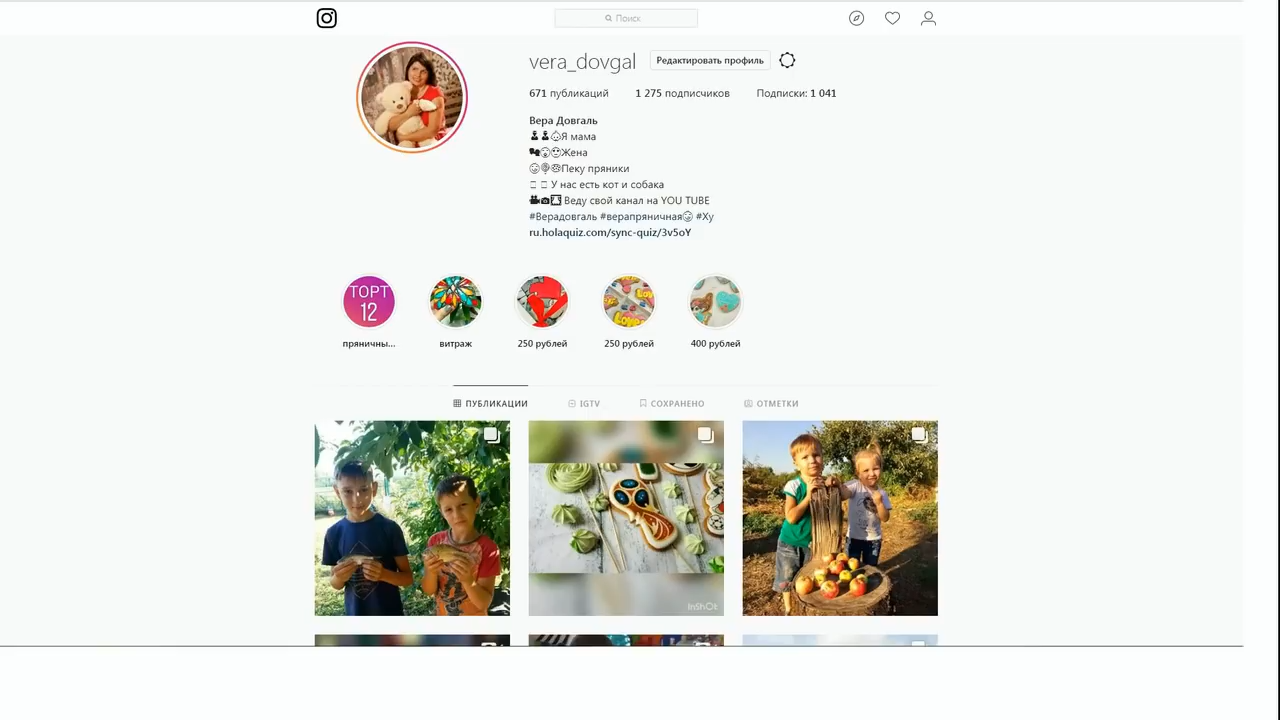 Поиск
vera_dovgal
Редактировать профиль
671 публикаций
1 275 подписчиков
Подписки: 1 041
Вера Довгаль
Я мама
Жена
Пеку пряники
У нас есть кот и собака
Веду свой канал на YOU TUBE
#Верадовгаль #верапряничная #Ху
ru.holaquiz.com/sync-quiz/3v5oY
ТОРТ
12
пряничны...
витраж
250 рублей
250 рублей
400 рублей
ПУБЛИКАЦИИ
IGTV
СОХРАНЕНО
ОТМЕТКИ
InShOt